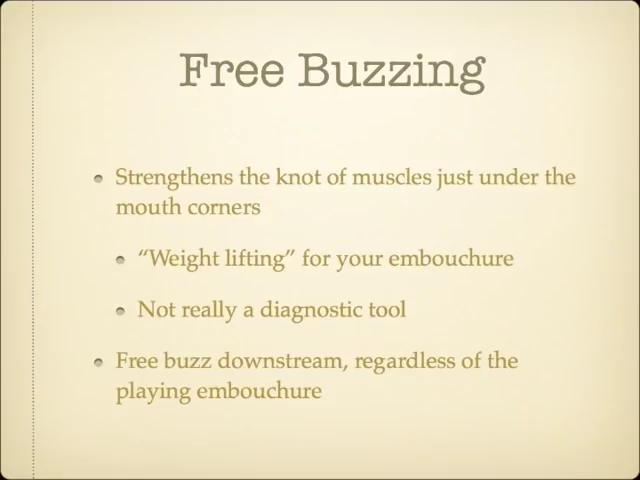 Free Buzzing
Strengthens the knot of muscles just under the
mouth corners
“Weight lifting” for your embouchure
Not really a diagnostic tool
Free buzz downstream, regardless of the
playing embouchure